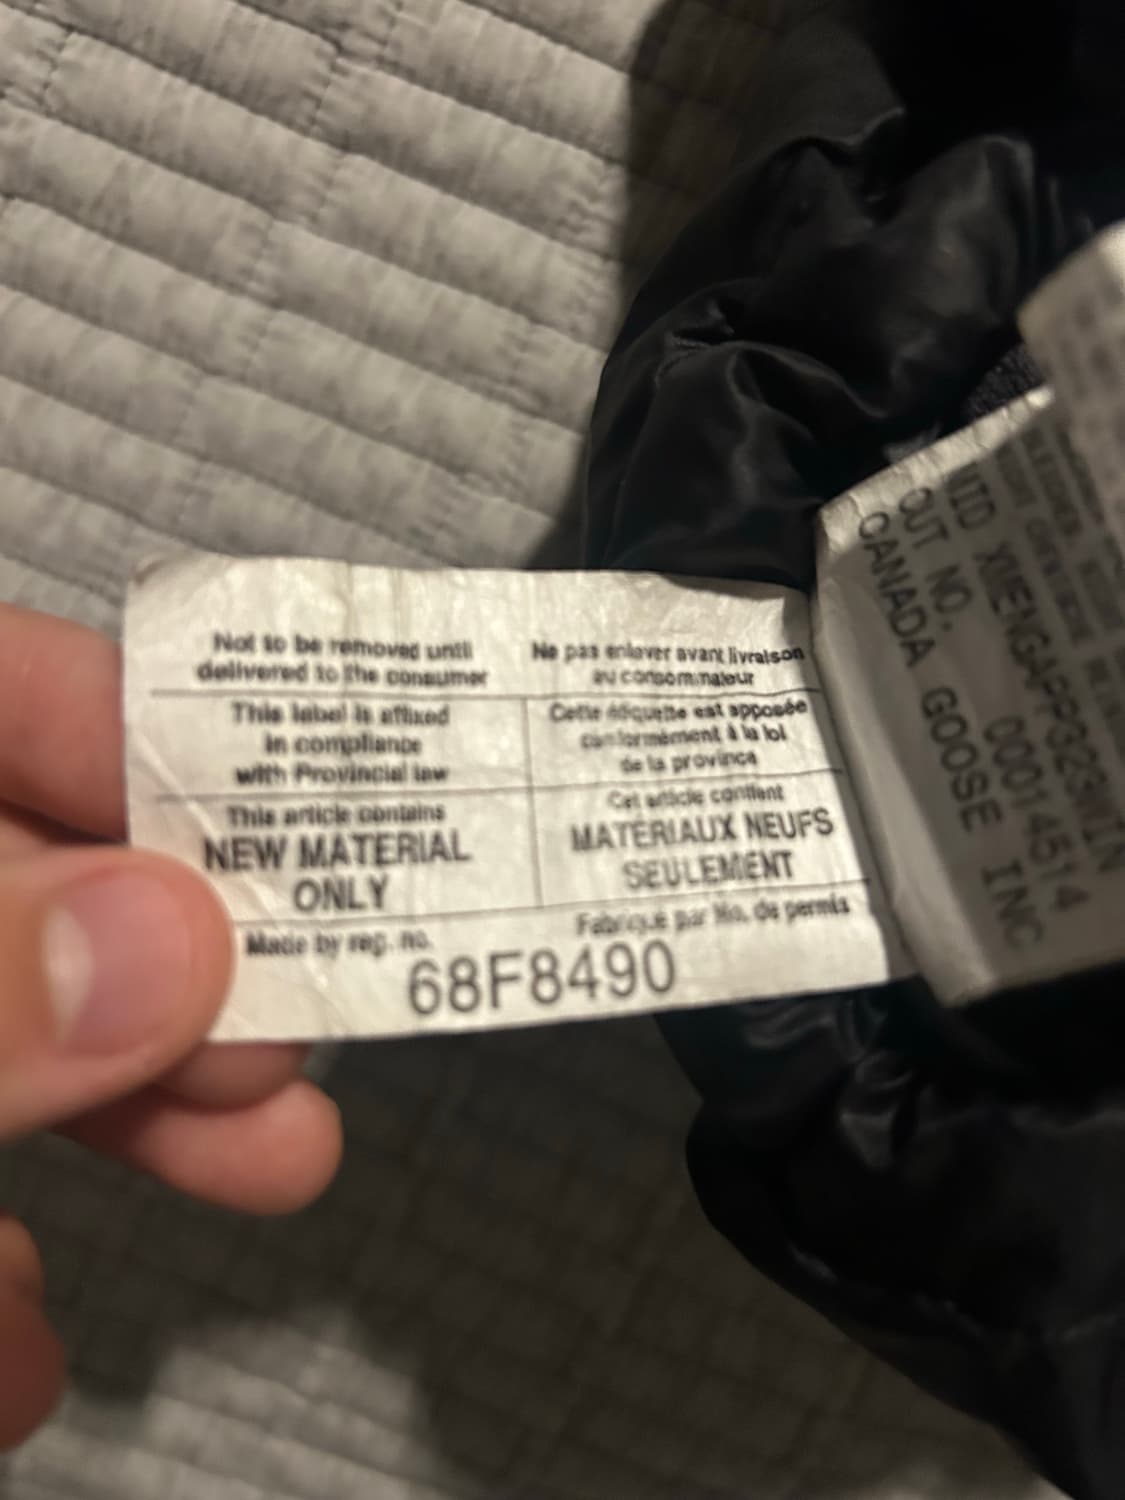 Not to be removed until
delivered to the consumer
Ne pas enlever avant livraison
au consommateur
This label is affixed
in compliance
with Provincial law
Cette étiquette est apposée
conformément à la loi
de la province
This article contains
NEW MATERIAL
ONLY
Cet article contient
MATERIAUX NEUFS
SEULEMENT
Made by reg. no.
Fabriqué par No. de permis
68F8490
CANADA GOOSE INC
CUT NO. 00014514